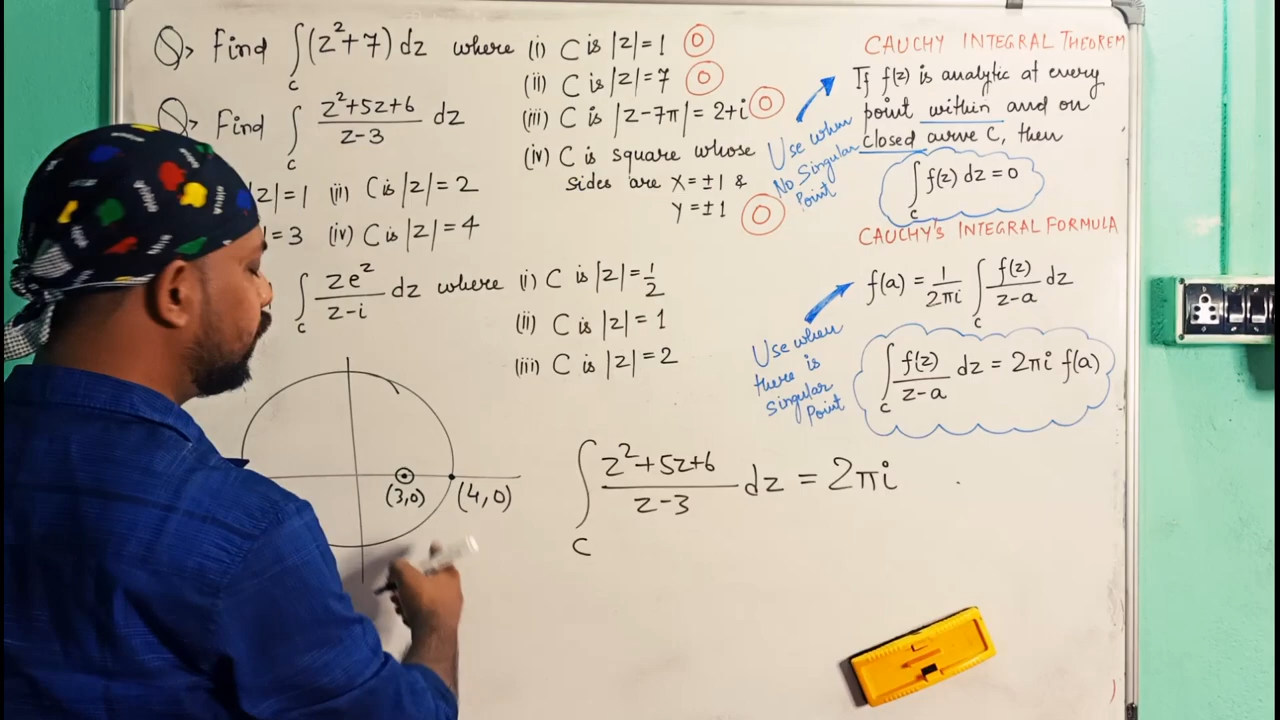 Q> Find ∫_C (z²+7) dz where (i) C is |z|=1 0
(ii) C is |z|=7 0
(iii) C is |z-7π|=2+i 0
(iv) C is square whose
sides are x=±1 &
y=±1 0
Q> Find ∫_C (z²+5z+6)/(z-3) dz
|z|=1 (ii) C is |z|=2
=3 (iv) C is |z|=4
∫_C (ze^z)/(z-i) dz where (i) C is |z|=1/2
(ii) C is |z|=1
(iii) C is |z|=2
CAUCHY INTEGRAL THEOREM
If f(z) is analytic at every
point within and on
closed curve C, then
∫_C f(z) dz = 0
Use when
No Singular
Point
CAUCHY'S INTEGRAL FORMULA
f(a) = 1/(2πi) ∫_C f(z)/(z-a) dz
∫_C f(z)/(z-a) dz = 2πi f(a)
Use when
there is
singular
Point
(3,0) (4,0)
∫_C (z²+5z+6)/(z-3) dz = 2πi